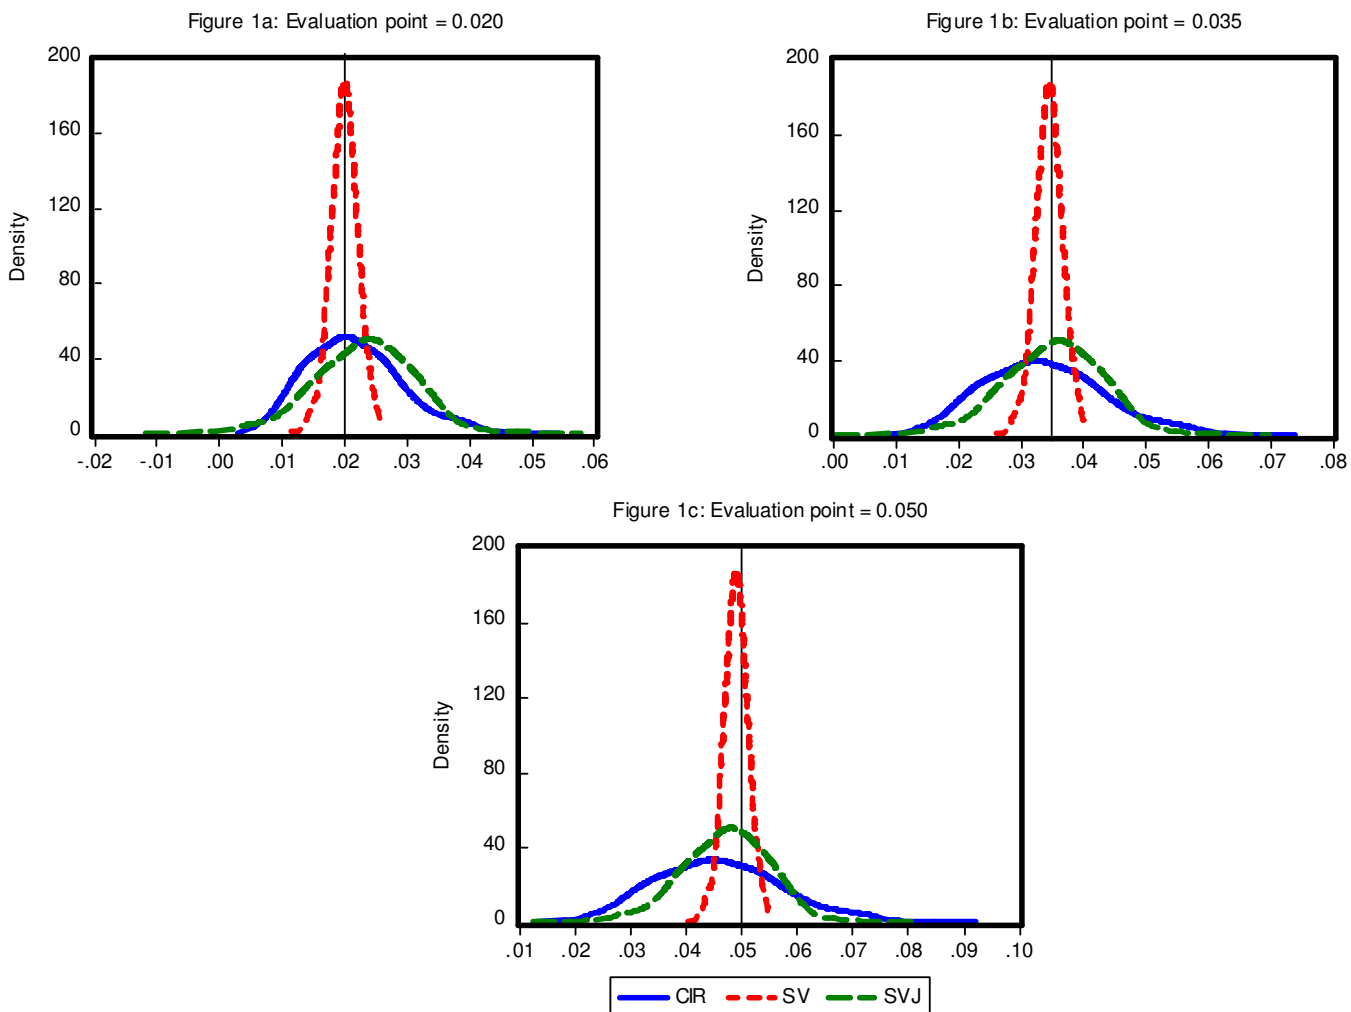 Figure 1a: Evaluation point = 0.020
200
160
120
80
40
0
Density
-.02 -.01 .00 .01 .02 .03 .04 .05 .06
Figure 1b: Evaluation point = 0.035
200
160
120
80
40
0
Density
.00 .01 .02 .03 .04 .05 .06 .07 .08
Figure 1c: Evaluation point = 0.050
200
160
120
80
40
0
Density
.01 .02 .03 .04 .05 .06 .07 .08 .09 .10
CIR SV SVJ